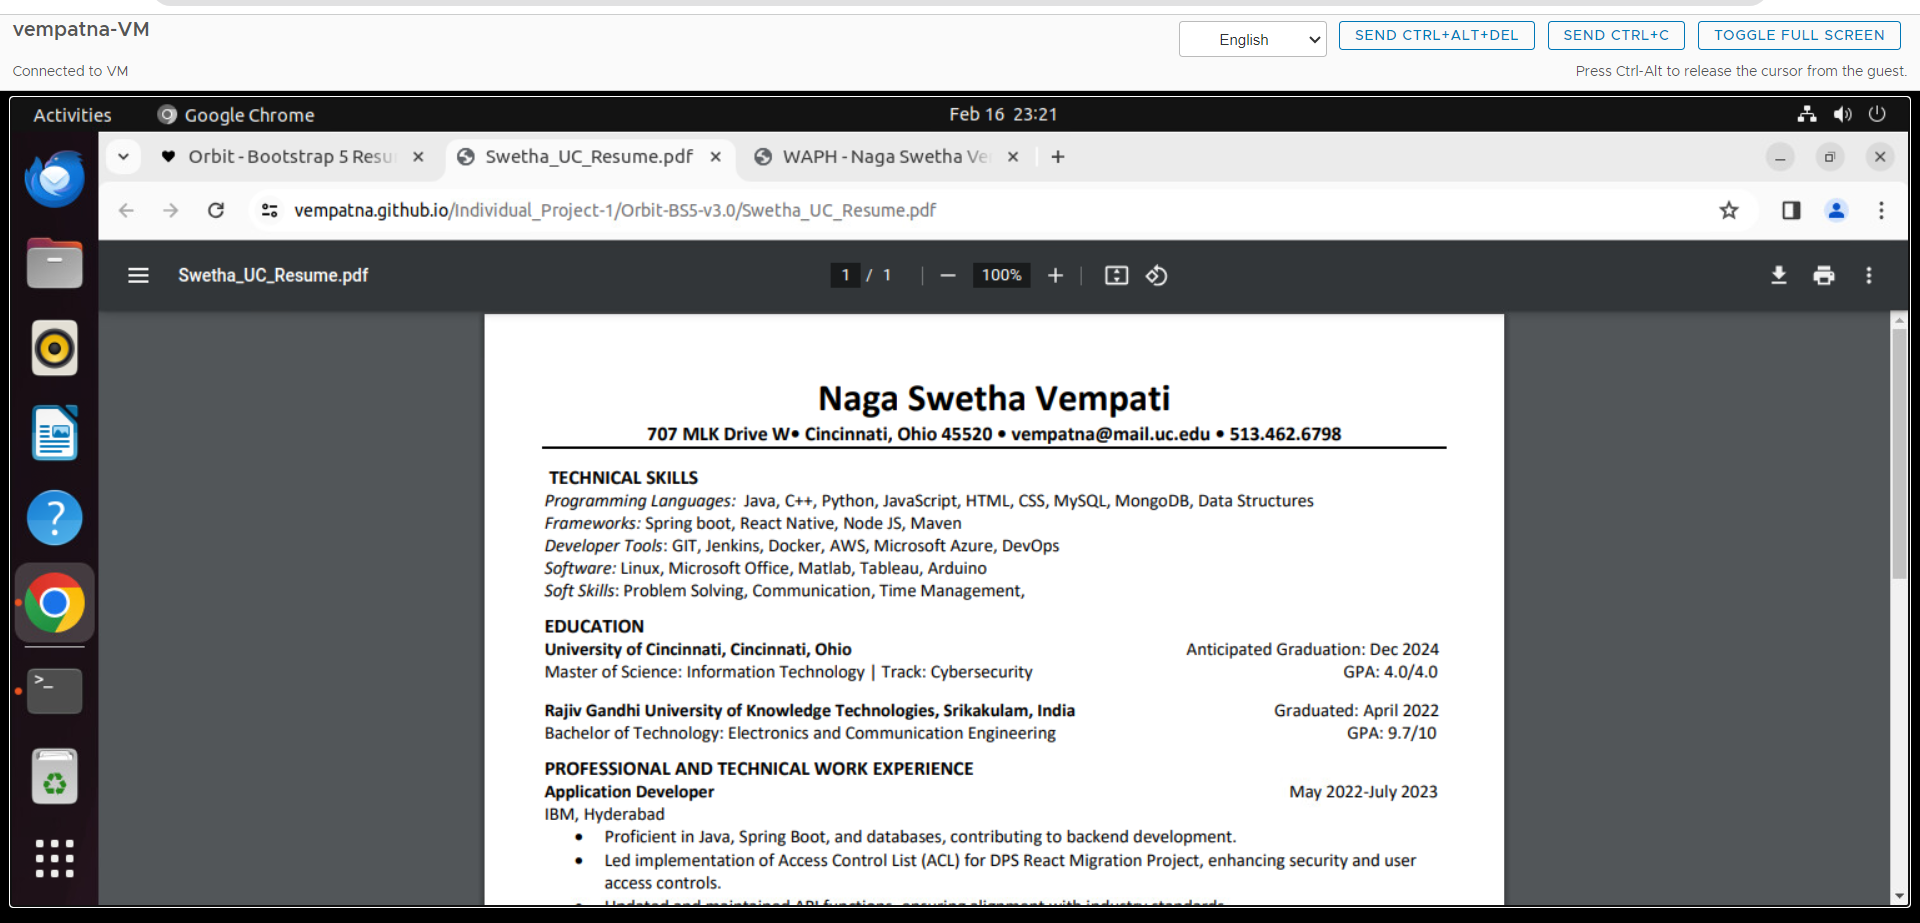 vempatna-VM
English
SEND CTRL+ALT+DEL
SEND CTRL+C
TOGGLE FULL SCREEN
Connected to VM
Press Ctrl-Alt to release the cursor from the guest.
Activities
Google Chrome
Feb 16 23:21
Orbit - Bootstrap 5 Resu
Swetha_UC_Resume.pdf
WAPH - Naga Swetha Ve
vempatna.github.io/Individual_Project-1/Orbit-BS5-v3.0/Swetha_UC_Resume.pdf
Swetha_UC_Resume.pdf
1 / 1
100%
Naga Swetha Vempati
707 MLK Drive W• Cincinnati, Ohio 45520 • vempatna@mail.uc.edu • 513.462.6798
TECHNICAL SKILLS
Programming Languages: Java, C++, Python, JavaScript, HTML, CSS, MySQL, MongoDB, Data Structures
Frameworks: Spring boot, React Native, Node JS, Maven
Developer Tools: GIT, Jenkins, Docker, AWS, Microsoft Azure, DevOps
Software: Linux, Microsoft Office, Matlab, Tableau, Arduino
Soft Skills: Problem Solving, Communication, Time Management,
EDUCATION
University of Cincinnati, Cincinnati, Ohio Anticipated Graduation: Dec 2024
Master of Science: Information Technology | Track: Cybersecurity GPA: 4.0/4.0
Rajiv Gandhi University of Knowledge Technologies, Srikakulam, India Graduated: April 2022
Bachelor of Technology: Electronics and Communication Engineering GPA: 9.7/10
PROFESSIONAL AND TECHNICAL WORK EXPERIENCE
Application Developer May 2022-July 2023
IBM, Hyderabad
• Proficient in Java, Spring Boot, and databases, contributing to backend development.
• Led implementation of Access Control List (ACL) for DPS React Migration Project, enhancing security and user
access controls.
• Updated and maintained API functions, ensuring alignment with industry standards.